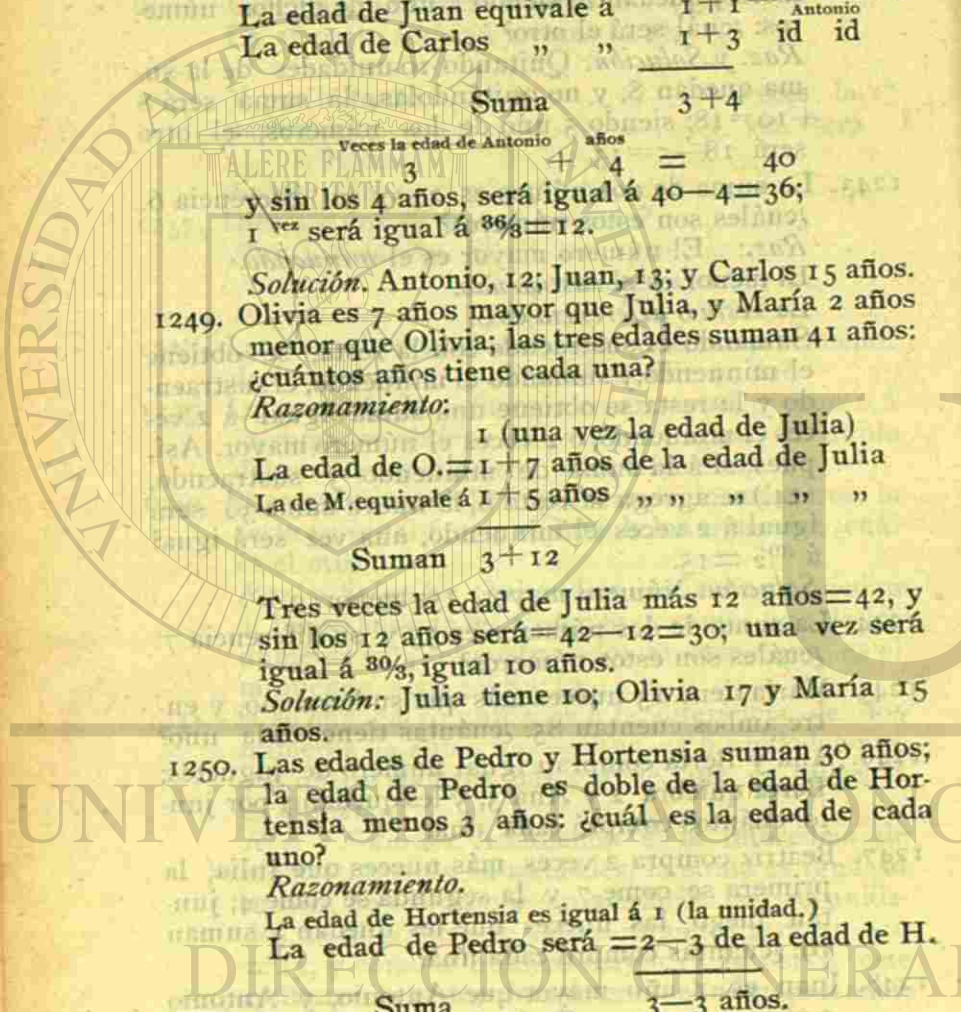 La edad de Juan equivale á 1+1 Antonio
La edad de Carlos „ „ 1+3 id id
Suma 3+4
Veces la edad de Antonio años
3 + 4 = 40
y sin los 4 años, será igual á 40—4=36;
1 vez será igual á 36/3=12.
Solución. Antonio, 12; Juan, 13; y Carlos 15 años.
1249. Olivia es 7 años mayor que Julia, y María 2 años
menor que Olivia; las tres edades suman 41 años:
¿cuántos años tiene cada una?
Razonamiento:
1 (una vez la edad de Julia)
La edad de O.=1+7 años de la edad de Julia
La de M. equivale á 1+5 años „ „ „ „ „
Suman 3+12
Tres veces la edad de Julia más 12 años=42, y
sin los 12 años será=42—12=30; una vez será
igual á 30/3, igual 10 años.
Solución: Julia tiene 10; Olivia 17 y María 15
años.
1250. Las edades de Pedro y Hortensia suman 30 años;
la edad de Pedro es doble de la edad de Hor-
tensia menos 3 años: ¿cuál es la edad de cada
uno?
Razonamiento.
La edad de Hortensia es igual á 1 (la unidad.)
La edad de Pedro será =2—3 de la edad de H.
Suma 3—3 años.
ALERE FLAMMAM
VERITATIS
UNIVERSIDAD AUTÓNO
DIRECCIÓN GENERAL